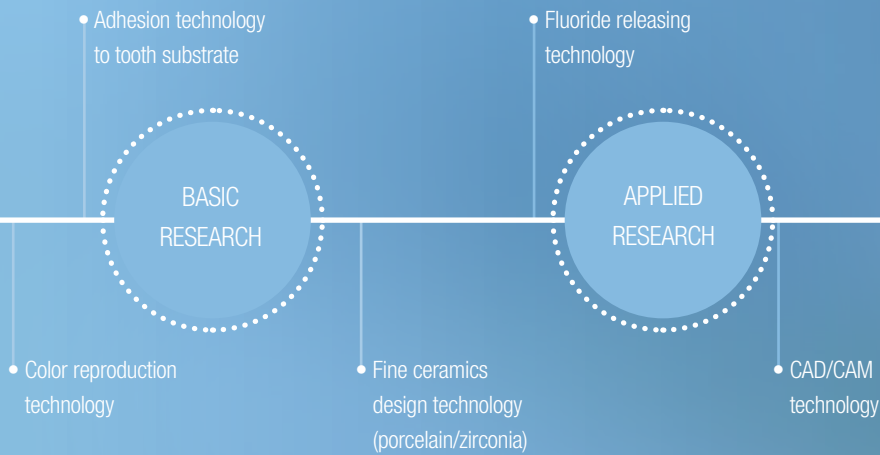 Adhesion technology
to tooth substrate
Fluoride releasing
technology
BASIC
RESEARCH
APPLIED
RESEARCH
Color reproduction
technology
Fine ceramics
design technology
(porcelain/zirconia)
CAD/CAM
technology